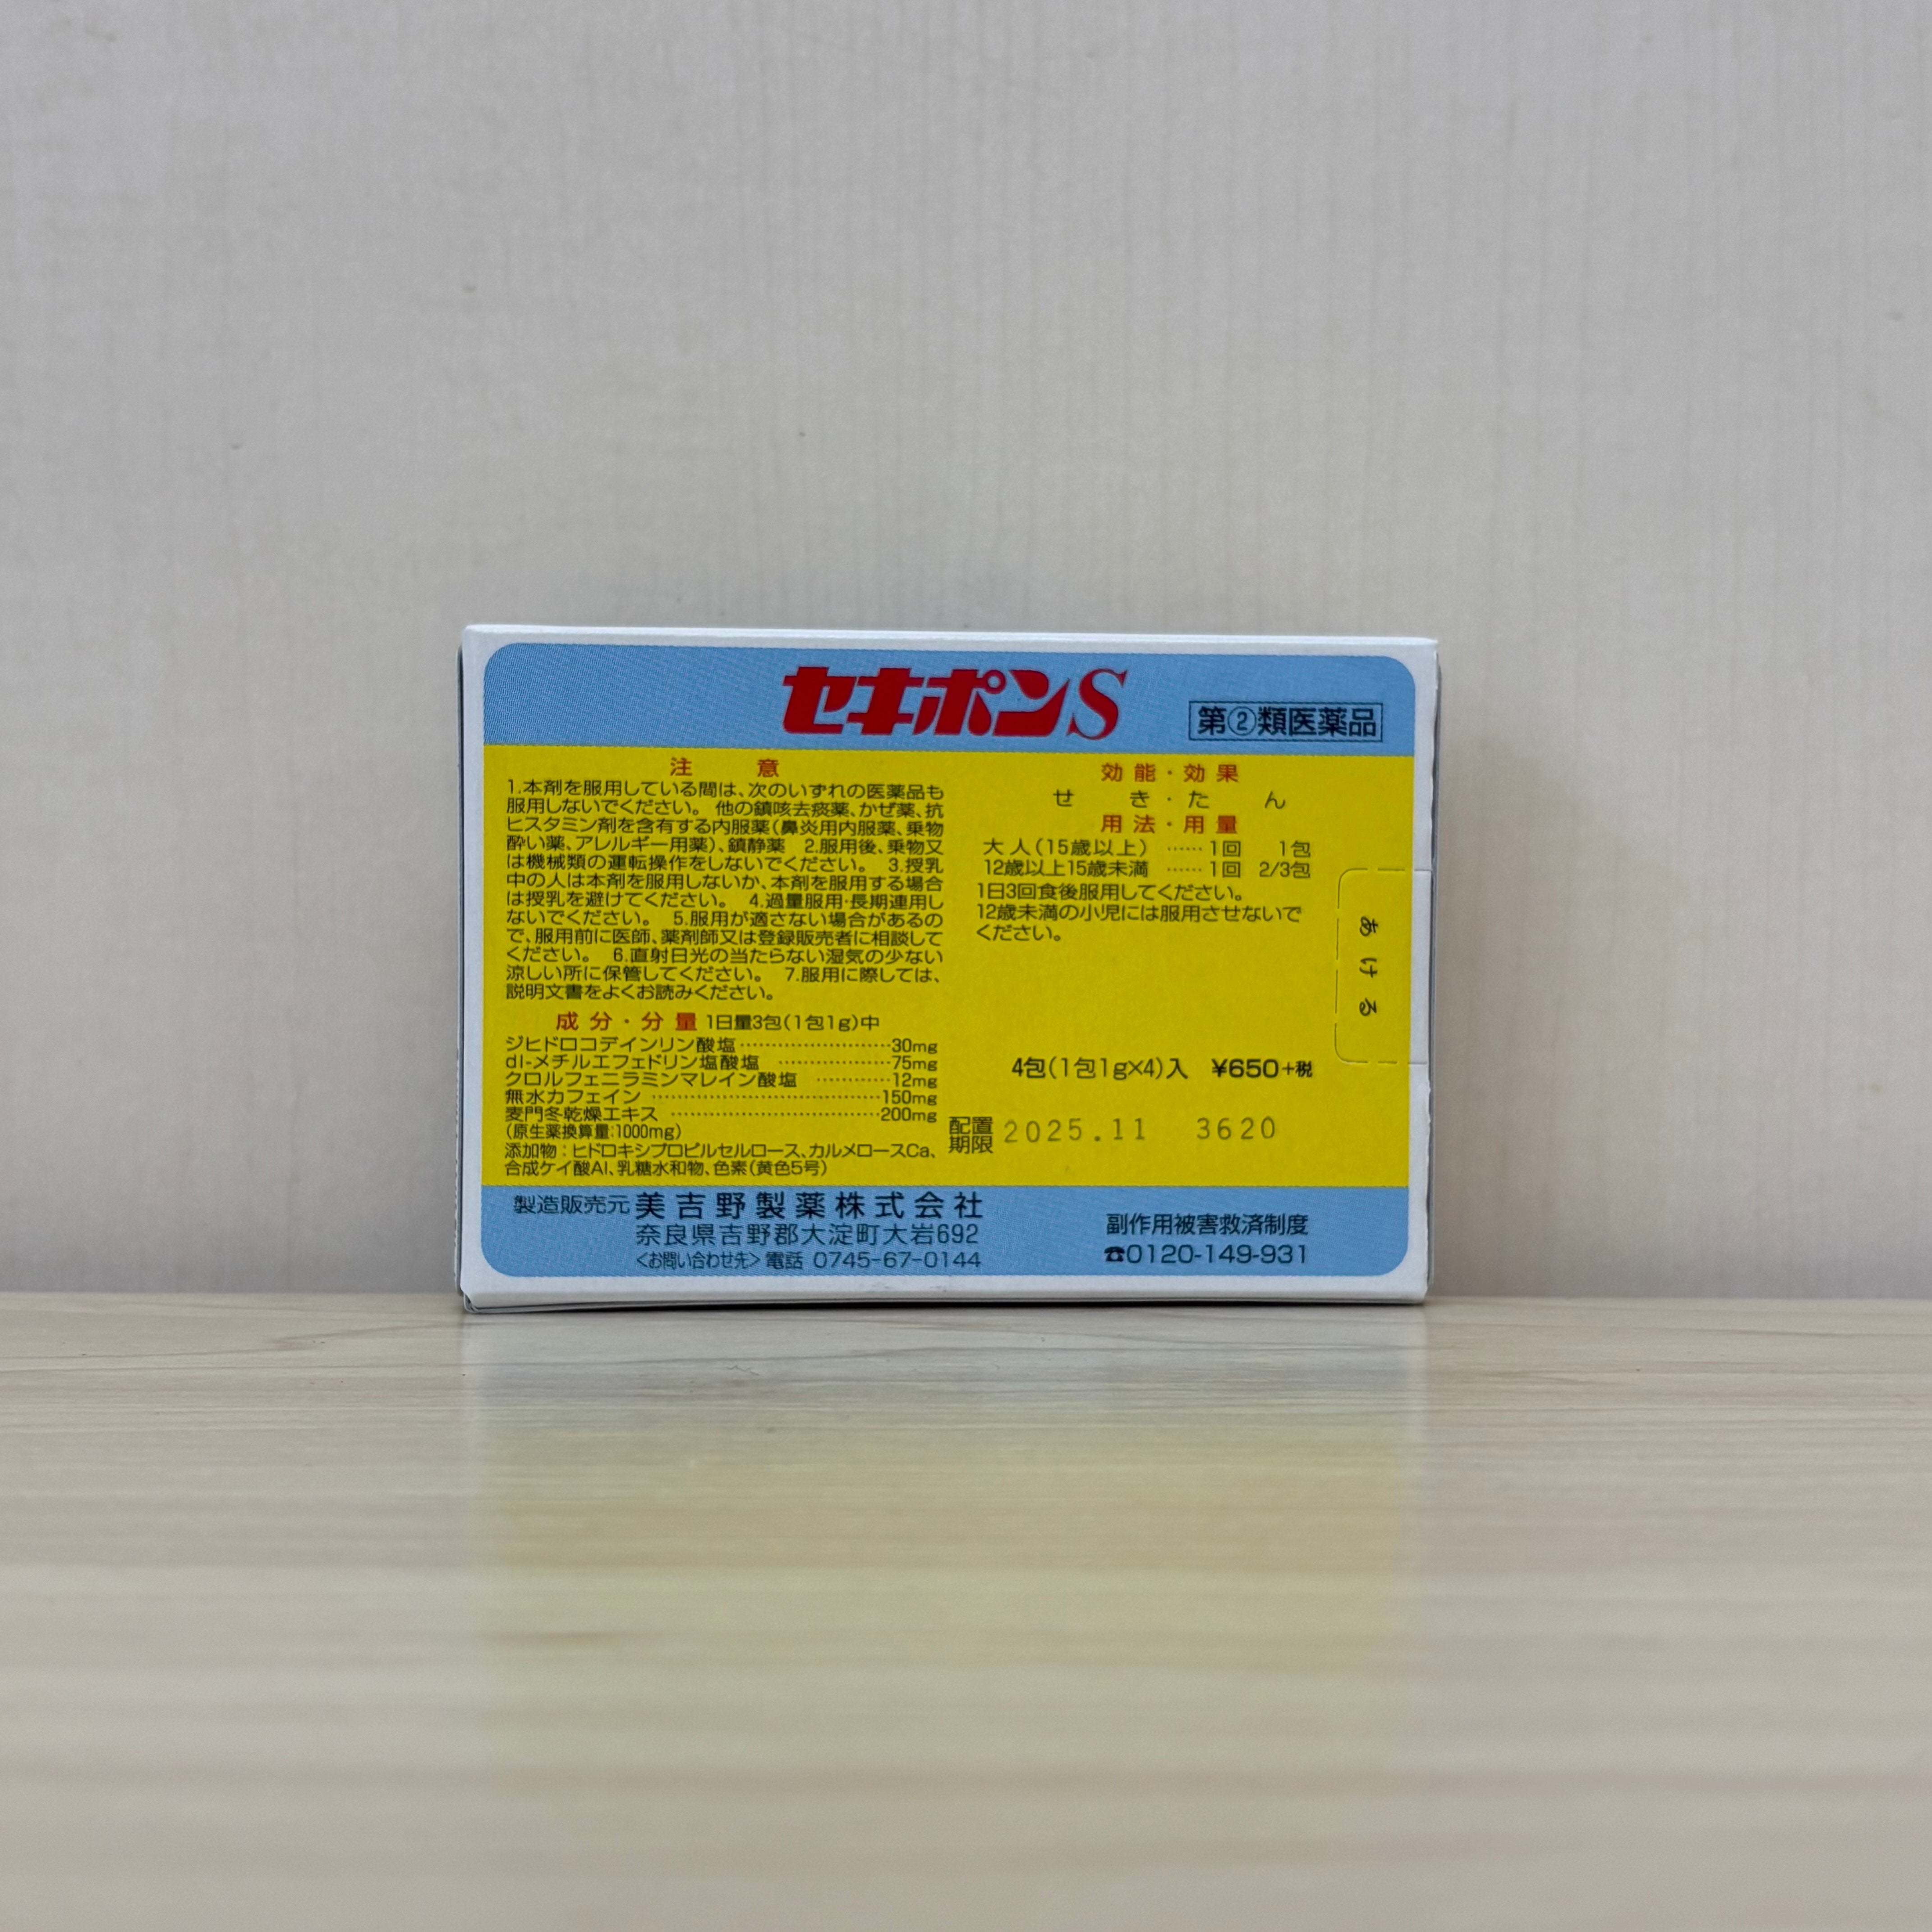 セキポンS
第②類医薬品
注意
1.本剤を服用している間は、次のいずれの医薬品も
服用しないでください。 他の鎮咳去痰薬、かぜ薬、抗
ヒスタミン剤を含有する内服薬(鼻炎用内服薬、乗物
酔い薬、アレルギー用薬)、鎮静薬 2.服用後、乗物又
は機械類の運転操作をしないでください。 3.授乳
中の人は本剤を服用しないか、本剤を服用する場合
は授乳を避けてください。 4.過量服用・長期連用し
ないでください。 5.服用が適さない場合があるの
で、服用前に医師、薬剤師又は登録販売者に相談して
ください。 6.直射日光の当たらない湿気の少ない
涼しい所に保管してください。 7.服用に際しては、
説明文書をよくお読みください。
成分・分量 1日量3包(1包1g)中
ジヒドロコデインリン酸塩……………………30mg
dl-メチルエフェドリン塩酸塩 ………………75mg
クロルフェニラミンマレイン酸塩 …………12mg
無水カフェイン ………………………………150mg
麦門冬乾燥エキス ……………………………200mg
(原生薬換算量:1000mg)
添加物:ヒドロキシプロピルセルロース、カルメロースCa、
合成ケイ酸Al、乳糖水和物、色素(黄色5号)
効能・効果
せき・たん
用法・用量
大人(15歳以上) ……1回 1包
12歳以上15歳未満 ……1回 2/3包
1日3回食後服用してください。
12歳未満の小児には服用させないで
ください。
あける
4包(1包1g×4)入 ¥650+税
配置期限 2025.11 3620
製造販売元 美吉野製薬株式会社
奈良県吉野郡大淀町大岩692
<お問い合わせ先> 電話 0745-67-0144
副作用被害救済制度
☎0120-149-931